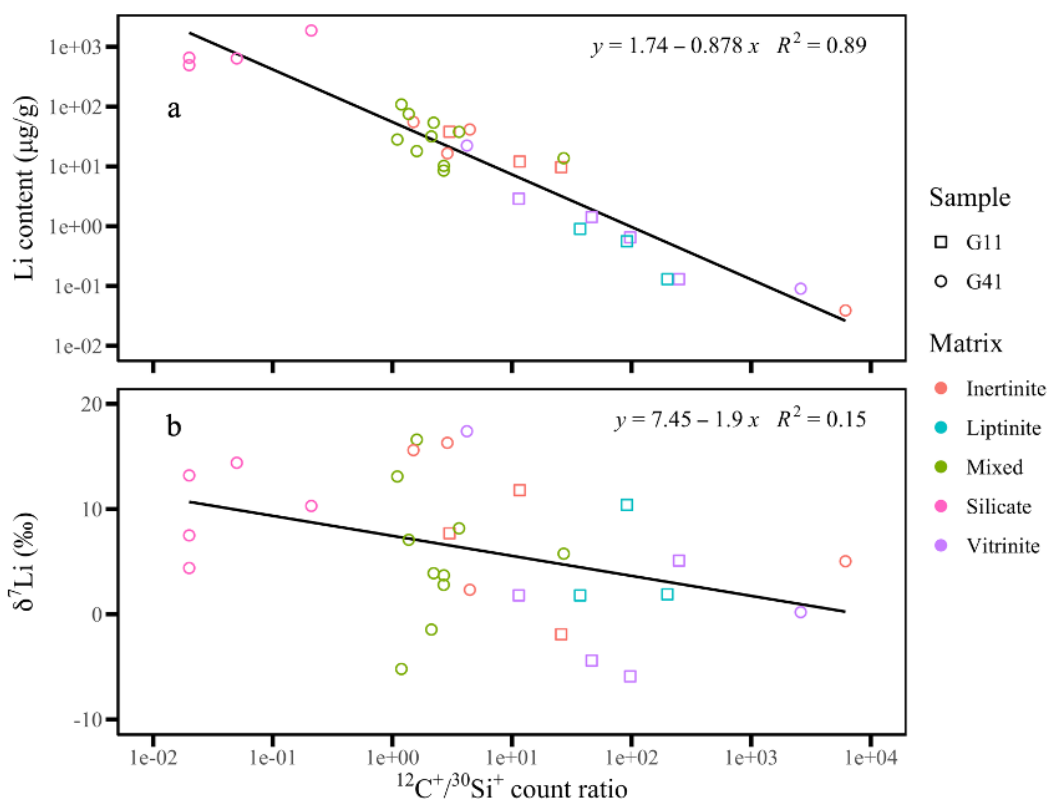 y = 1.74 − 0.878 x R² = 0.89
1e+03
1e+02
1e+01
1e+00
1e-01
1e-02
a
Li content (µg/g)
Sample
G11
G41
Matrix
Inertinite
Liptinite
Mixed
Silicate
Vitrinite
b
y = 7.45 − 1.9 x R² = 0.15
20
10
0
-10
δ⁷Li (‰)
1e-02 1e+00 1e+01 1e+02 1e+03 1e+04
¹²C⁺/³⁰Si⁺ count ratio